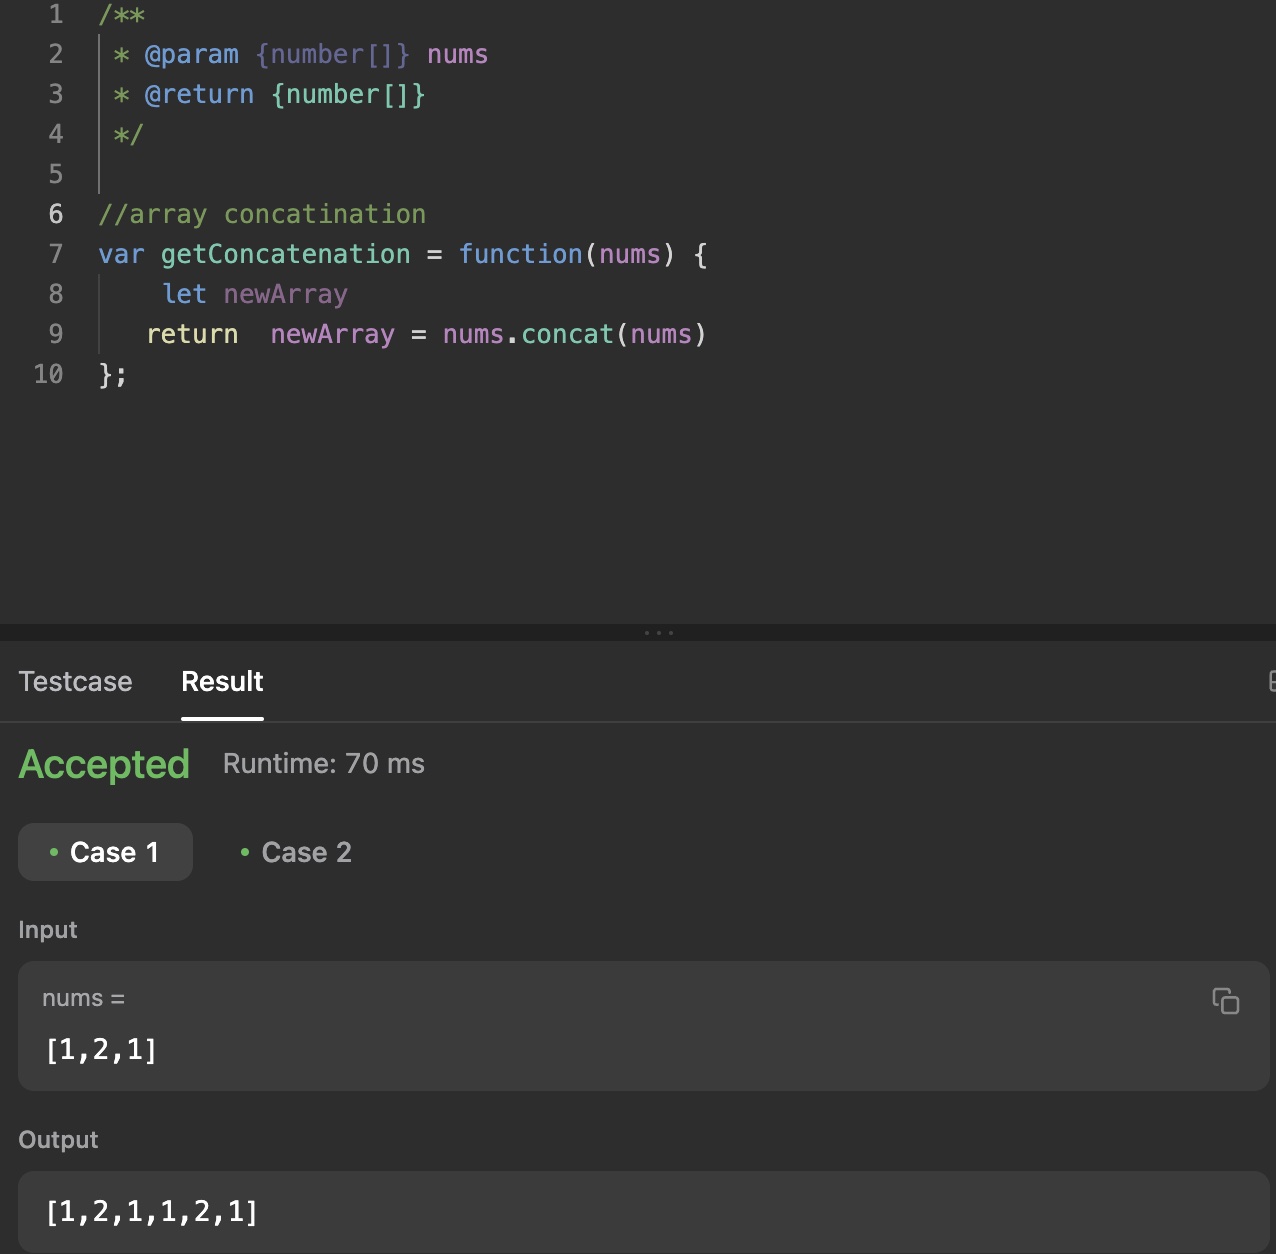 1 /**
2 * @param {number[]} nums
3 * @return {number[]}
4 */
5
6 //array concatination
7 var getConcatenation = function(nums) {
8 let newArray
9 return newArray = nums.concat(nums)
10 };
Testcase Result
Accepted Runtime: 70 ms
• Case 1 • Case 2
Input
nums =
[1,2,1]
Output
[1,2,1,1,2,1]